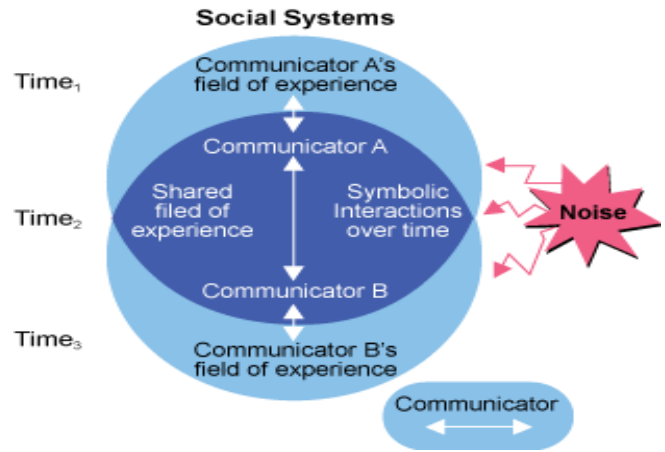 Social Systems
Time₁
Communicator A's
field of experience
Communicator A
Time₂
Shared
filed of
experience
Symbolic
Interactions
over time
Noise
Communicator B
Time₃
Communicator B's
field of experience
Communicator